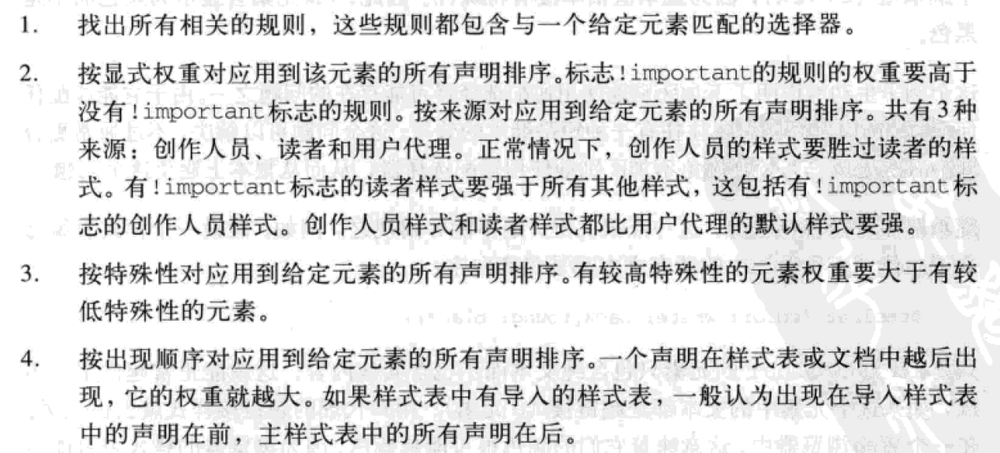 1. 找出所有相关的规则，这些规则都包含与一个给定元素匹配的选择器。
2. 按显式权重对应用到该元素的所有声明排序。标志!important的规则的权重要高于
没有!important标志的规则。按来源对应用到给定元素的所有声明排序。共有3种
来源：创作人员、读者和用户代理。正常情况下，创作人员的样式要胜过读者的样
式。有!important标志的读者样式要强于所有其他样式，这包括有!important标
志的创作人员样式。创作人员样式和读者样式都比用户代理的默认样式要强。
3. 按特殊性对应用到给定元素的所有声明排序。有较高特殊性的元素权重要大于有较
低特殊性的元素。
4. 按出现顺序对应用到给定元素的所有声明排序。一个声明在样式表或文档中越后出
现，它的权重就越大。如果样式表中有导入的样式表，一般认为出现在导入样式表
中的声明在前，主样式表中的所有声明在后。